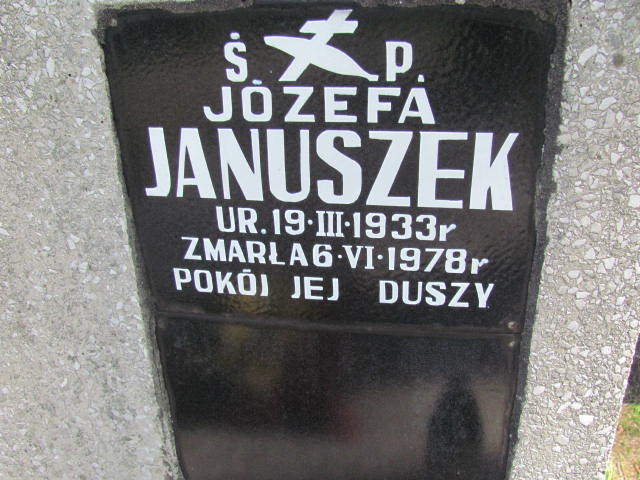 Ś. P.
JÓZEFA
JANUSZEK
UR. 19·III·1933r
ZMARŁA 6·VI·1978r
POKÓJ JEJ DUSZY